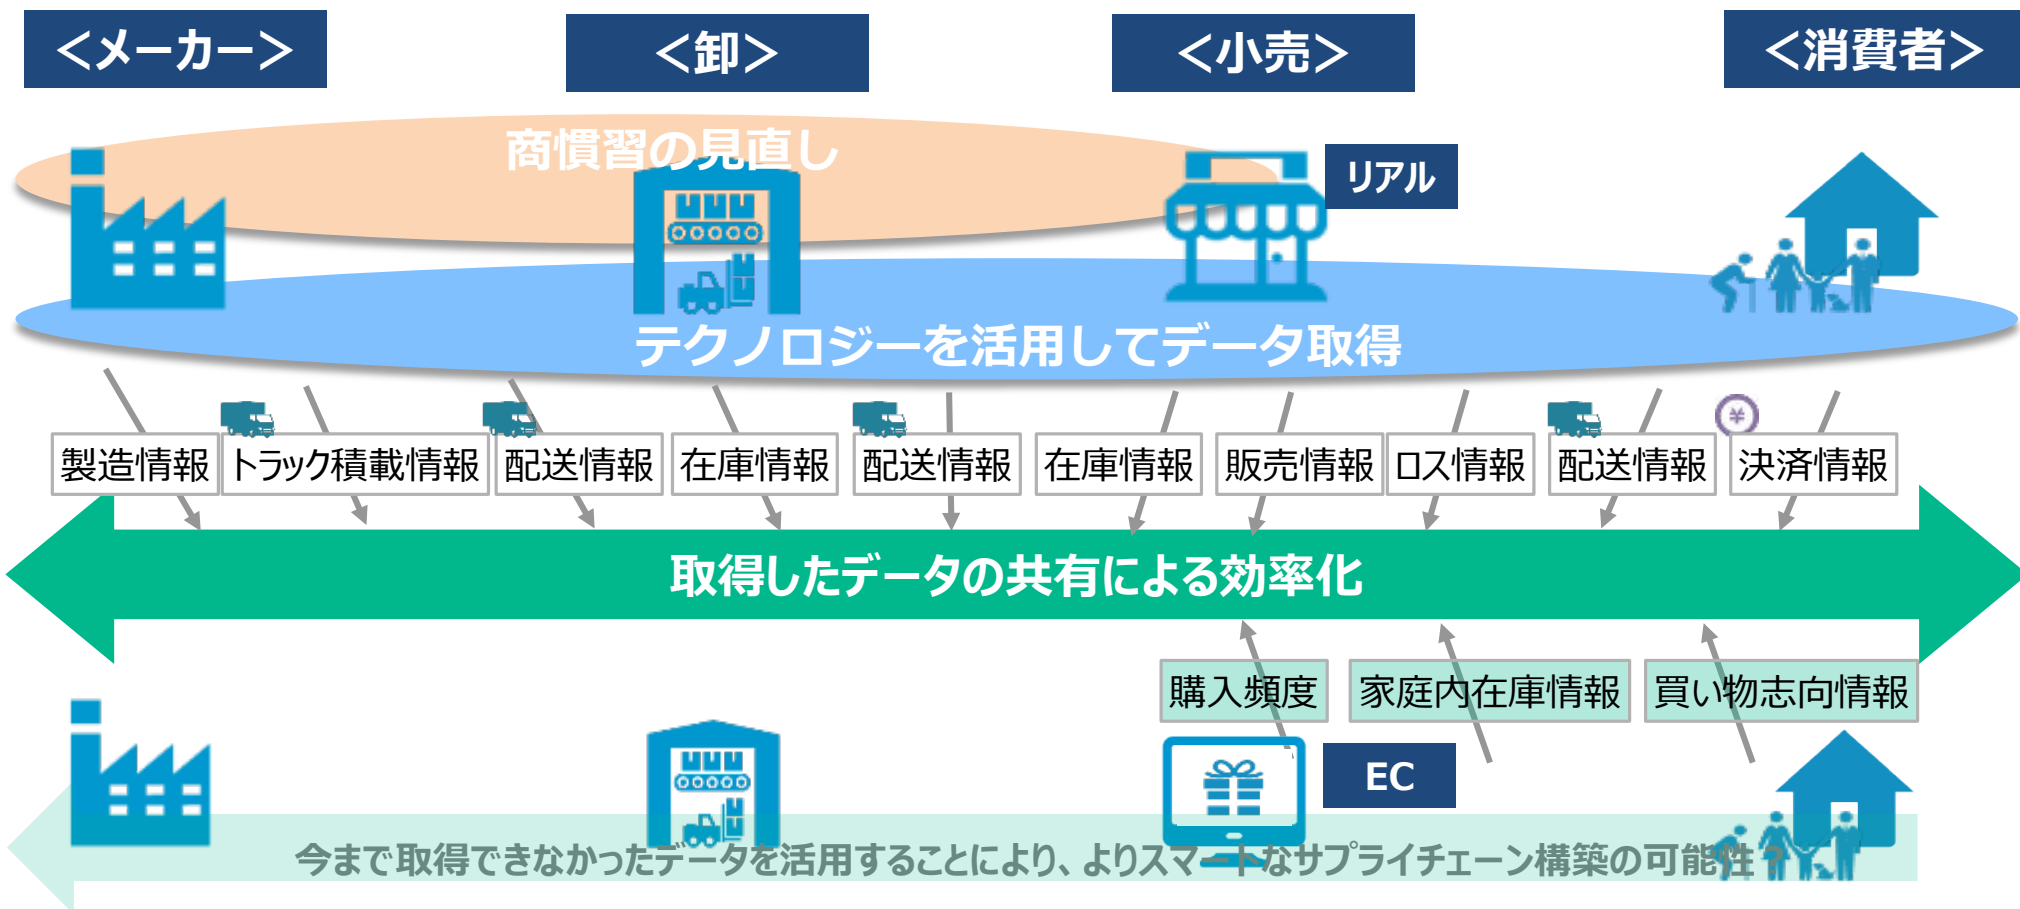 ＜メーカー＞
＜卸＞
＜小売＞
＜消費者＞
商慣習の見直し
リアル
テクノロジーを活用してデータ取得
製造情報
トラック積載情報
配送情報
在庫情報
配送情報
在庫情報
販売情報
ロス情報
配送情報
¥
決済情報
取得したデータの共有による効率化
購入頻度
家庭内在庫情報
買い物志向情報
EC
今まで取得できなかったデータを活用することにより、よりスマートなサプライチェーン構築の可能性？